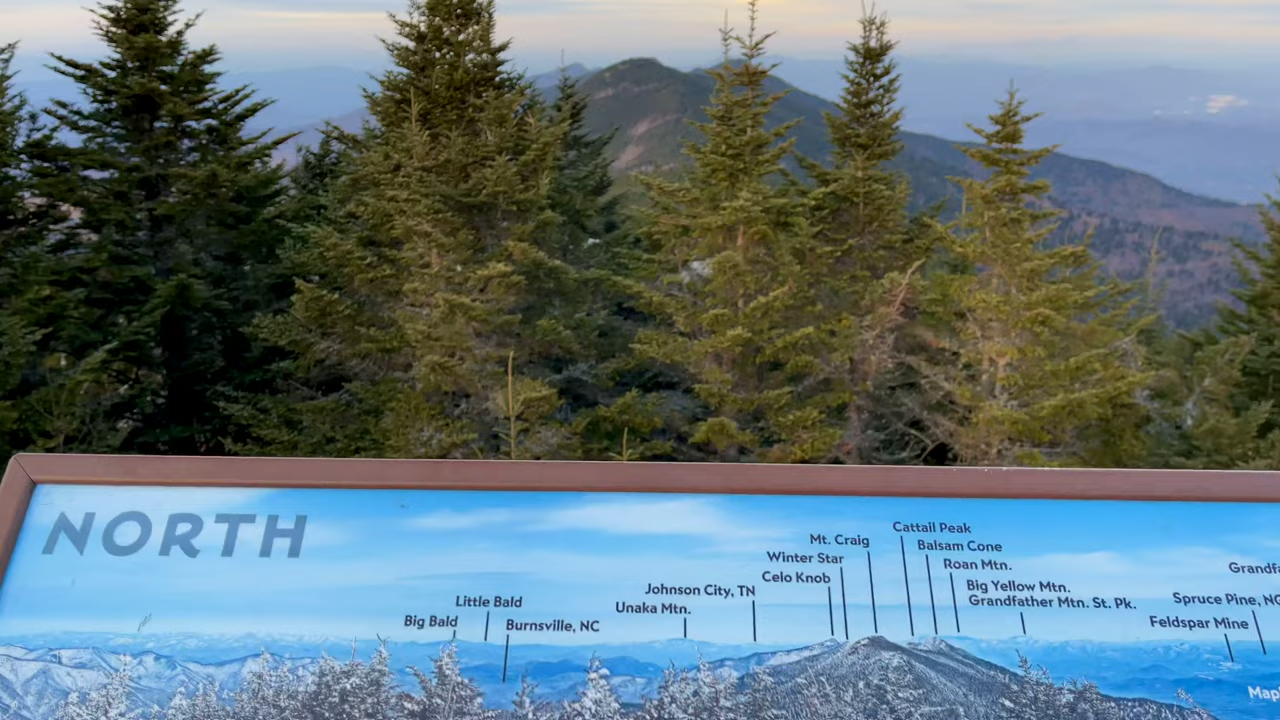 NORTH
Cattail Peak
Mt. Craig
Balsam Cone
Winter Star
Roan Mtn.
Celo Knob
Johnson City, TN
Big Yellow Mtn.
Grandfather Mtn. St. Pk.
Little Bald
Unaka Mtn.
Big Bald
Burnsville, NC
Spruce Pine, NC
Feldspar Mine